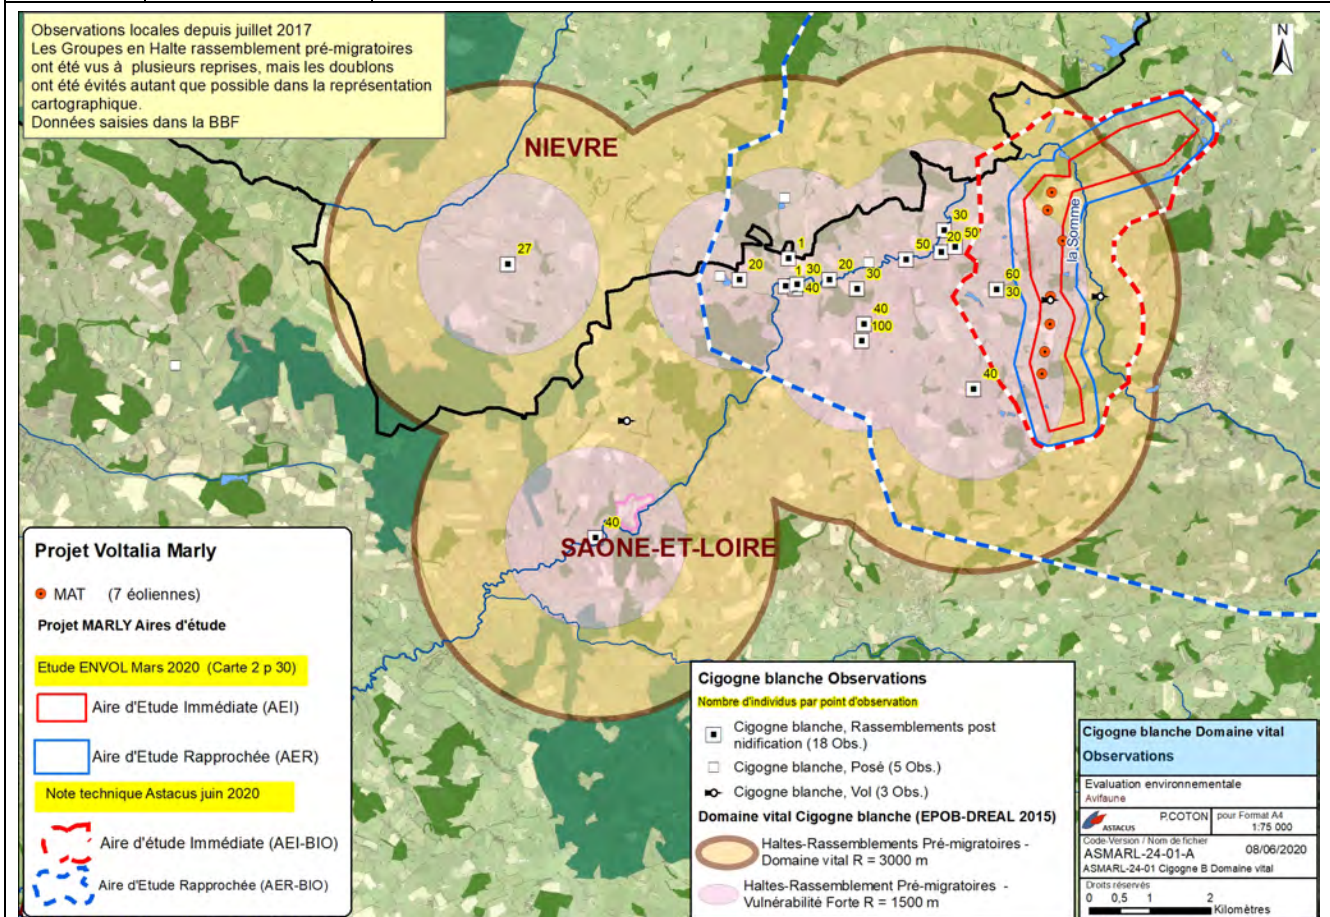 Observations locales depuis juillet 2017
Les Groupes en Halte rassemblement pré-migratoires
ont été vus à plusieurs reprises, mais les doublons
ont été évités autant que possible dans la représentation
cartographique.
Données saisies dans la BBF
N
NIEVRE
27
20
1
1
30
40
20
30
50
30
20
50
60
30
40
100
40
la Somme
40
SAONE-ET-LOIRE
Projet Voltalia Marly
MAT (7 éoliennes)
Projet MARLY Aires d'étude
Etude ENVOL Mars 2020 (Carte 2 p 30)
Aire d'Etude Immédiate (AEI)
Aire d'Etude Rapprochée (AER)
Note technique Astacus juin 2020
Aire d'étude Immédiate (AEI-BIO)
Aire d'Etude Rapprochée (AER-BIO)
Cigogne blanche Observations
Nombre d'individus par point d'observation
Cigogne blanche, Rassemblements post
nidification (18 Obs.)
Cigogne blanche, Posé (5 Obs.)
Cigogne blanche, Vol (3 Obs.)
Domaine vital Cigogne blanche (EPOB-DREAL 2015)
Haltes-Rassemblements Pré-migratoires -
Domaine vital R = 3000 m
Haltes-Rassemblement Pré-migratoires -
Vulnérabilité Forte R = 1500 m
Cigogne blanche Domaine vital
Observations
Evaluation environnementale
Avifaune
ASTACUS
P.COTON
pour Format A4
1:75 000
Code-Version / Nom de fichier
ASMARL-24-01-A
08/06/2020
ASMARL-24-01 Cigogne B Domaine vital
Droits réservés
0 0,5 1 2
Kilomètres